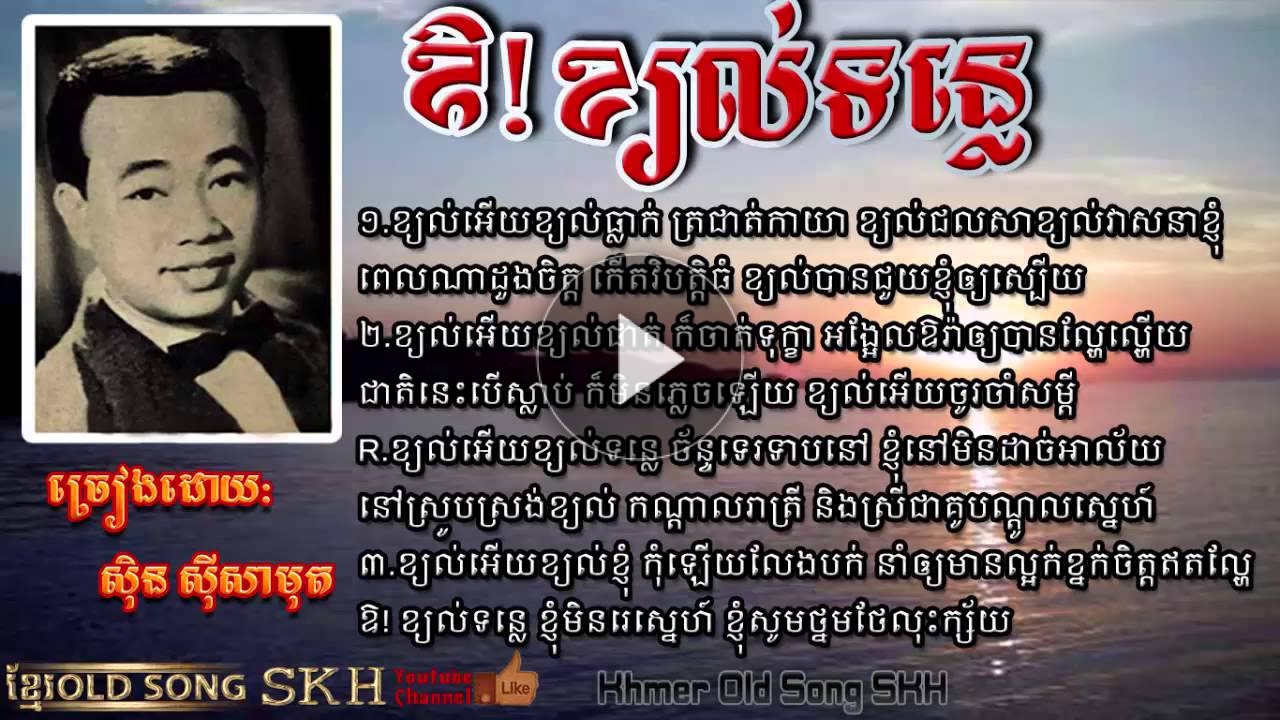 ឱ!ខ្យល់ទន្លេ
១.ខ្យល់អើយខ្យល់ធ្លាក់ ត្រជាត់កាយា ខ្យល់ជលសាខ្យល់វាសនាខ្ញុំ
ពេលណាដួងចិត្ត កើតវិបត្តិធំ ខ្យល់បានជួយខ្ញុំឲ្យស្បើយ
២.ខ្យល់អើយខ្យល់ផាត់ ក៏ចាត់ទុក្ខា អង្អែលឱរ៉ាឲ្យបានល្ហែល្ហើយ
ជាតិនេះបើស្លាប់ ក៏មិនភ្លេចឡើយ ខ្យល់អើយចូរចាំសម្ដី
R.ខ្យល់អើយខ្យល់ទន្លេ ច័ន្ទទេរទាបនៅ ខ្ញុំនៅមិនដាច់អាល័យ
នៅស្រូបស្រង់ខ្យល់ កណ្ដាលរាត្រី និងស្រីជាគូបណ្ដូលស្នេហ៍
៣.ខ្យល់អើយខ្យល់ខ្ញុំ កុំឡើយលែងបក់ នាំឲ្យមានល្អក់ខ្នក់ចិត្តឥតល្ហែ
ឱ! ខ្យល់ទន្លេ ខ្ញុំមិនរេស្នេហ៍ ខ្ញុំសូមថ្នមថែលុះក្ស័យ
ច្រៀងដោយ:
ស៊ិន ស៊ីសាមុត
ខ្មែរOLD SONG SKH Youtube Channel Like
Khmer Old Song SKH